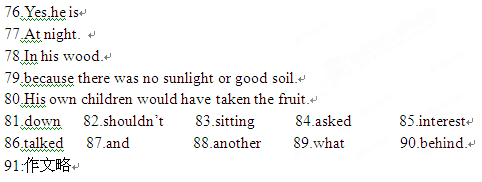 76.Yes.he is
77.At night.
78.In his wood.
79.because there was no sunlight or good soil.
80.His own children would have taken the fruit.
81.down 82.shouldn’t 83.sitting 84.asked 85.interest
86.talked 87.and 88.another 89.what 90.behind.
91:作文略